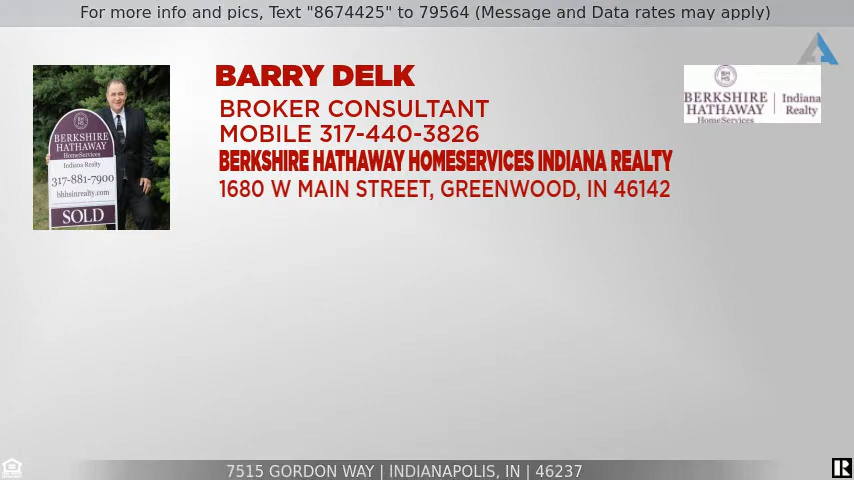 For more info and pics, Text "8674425" to 79564 (Message and Data rates may apply)
BARRY DELK
BROKER CONSULTANT
MOBILE 317-440-3826
BERKSHIRE HATHAWAY HOMESERVICES INDIANA REALTY
1680 W MAIN STREET, GREENWOOD, IN 46142
BH
HS
BERKSHIRE
HATHAWAY
HomeServices
Indiana
Realty
BERKSHIRE
HATHAWAY
HomeServices
Indiana Realty
317-881-7900
bhhsinrealty.com
SOLD
7515 GORDON WAY | INDIANAPOLIS, IN | 46237